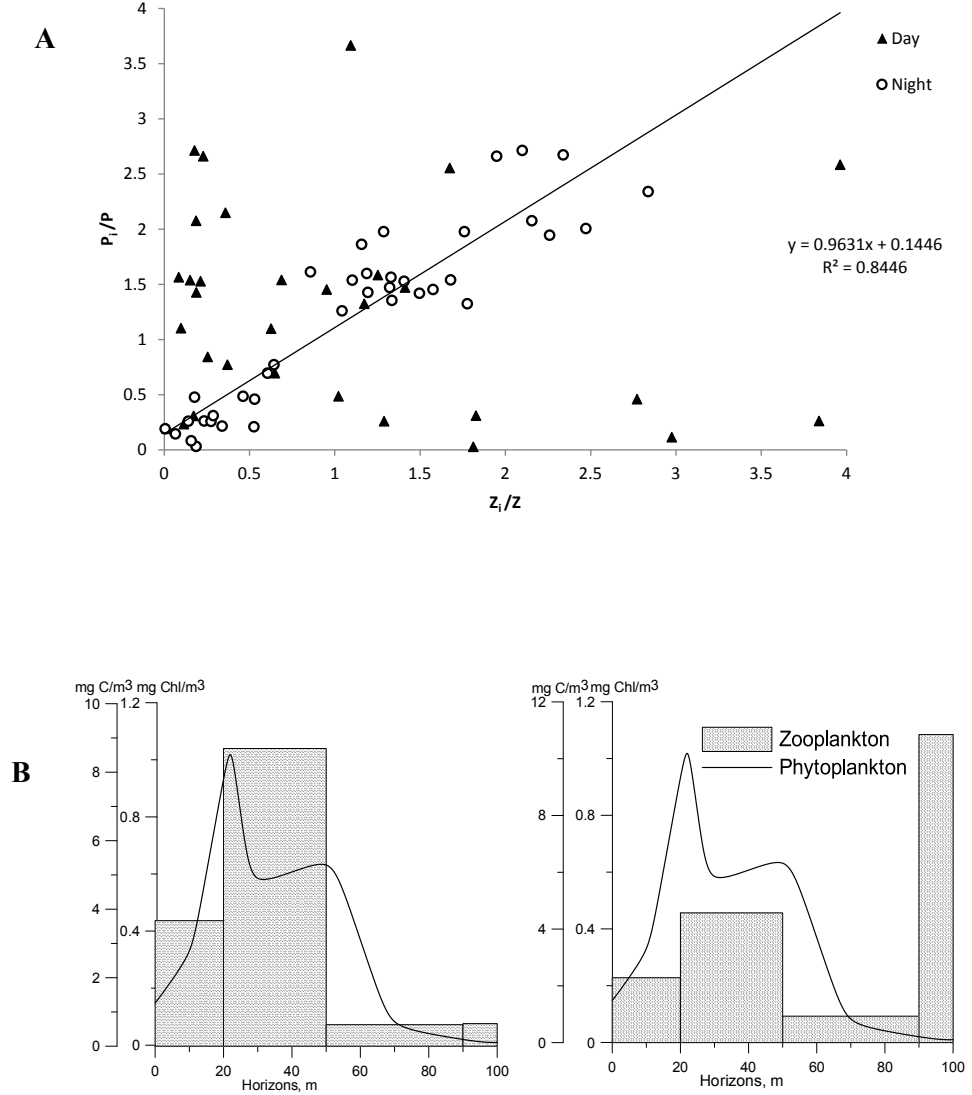 A
4
3.5
3
2.5
2
1.5
1
0.5
0
Pi/P
0 0.5 1 1.5 2 2.5 3 3.5 4
Zi/Z
Day
Night
y = 0.9631x + 0.1446
R² = 0.8446
B
mg C/m3 mg Chl/m3
10
8
6
4
2
0
1.2
0.8
0.4
0
0 20 40 60 80 100
Horizons, m
mg C/m3 mg Chl/m3
12
8
4
0
1.2
0.8
0.4
0
0 20 40 60 80 100
Horizons, m
Zooplankton
Phytoplankton